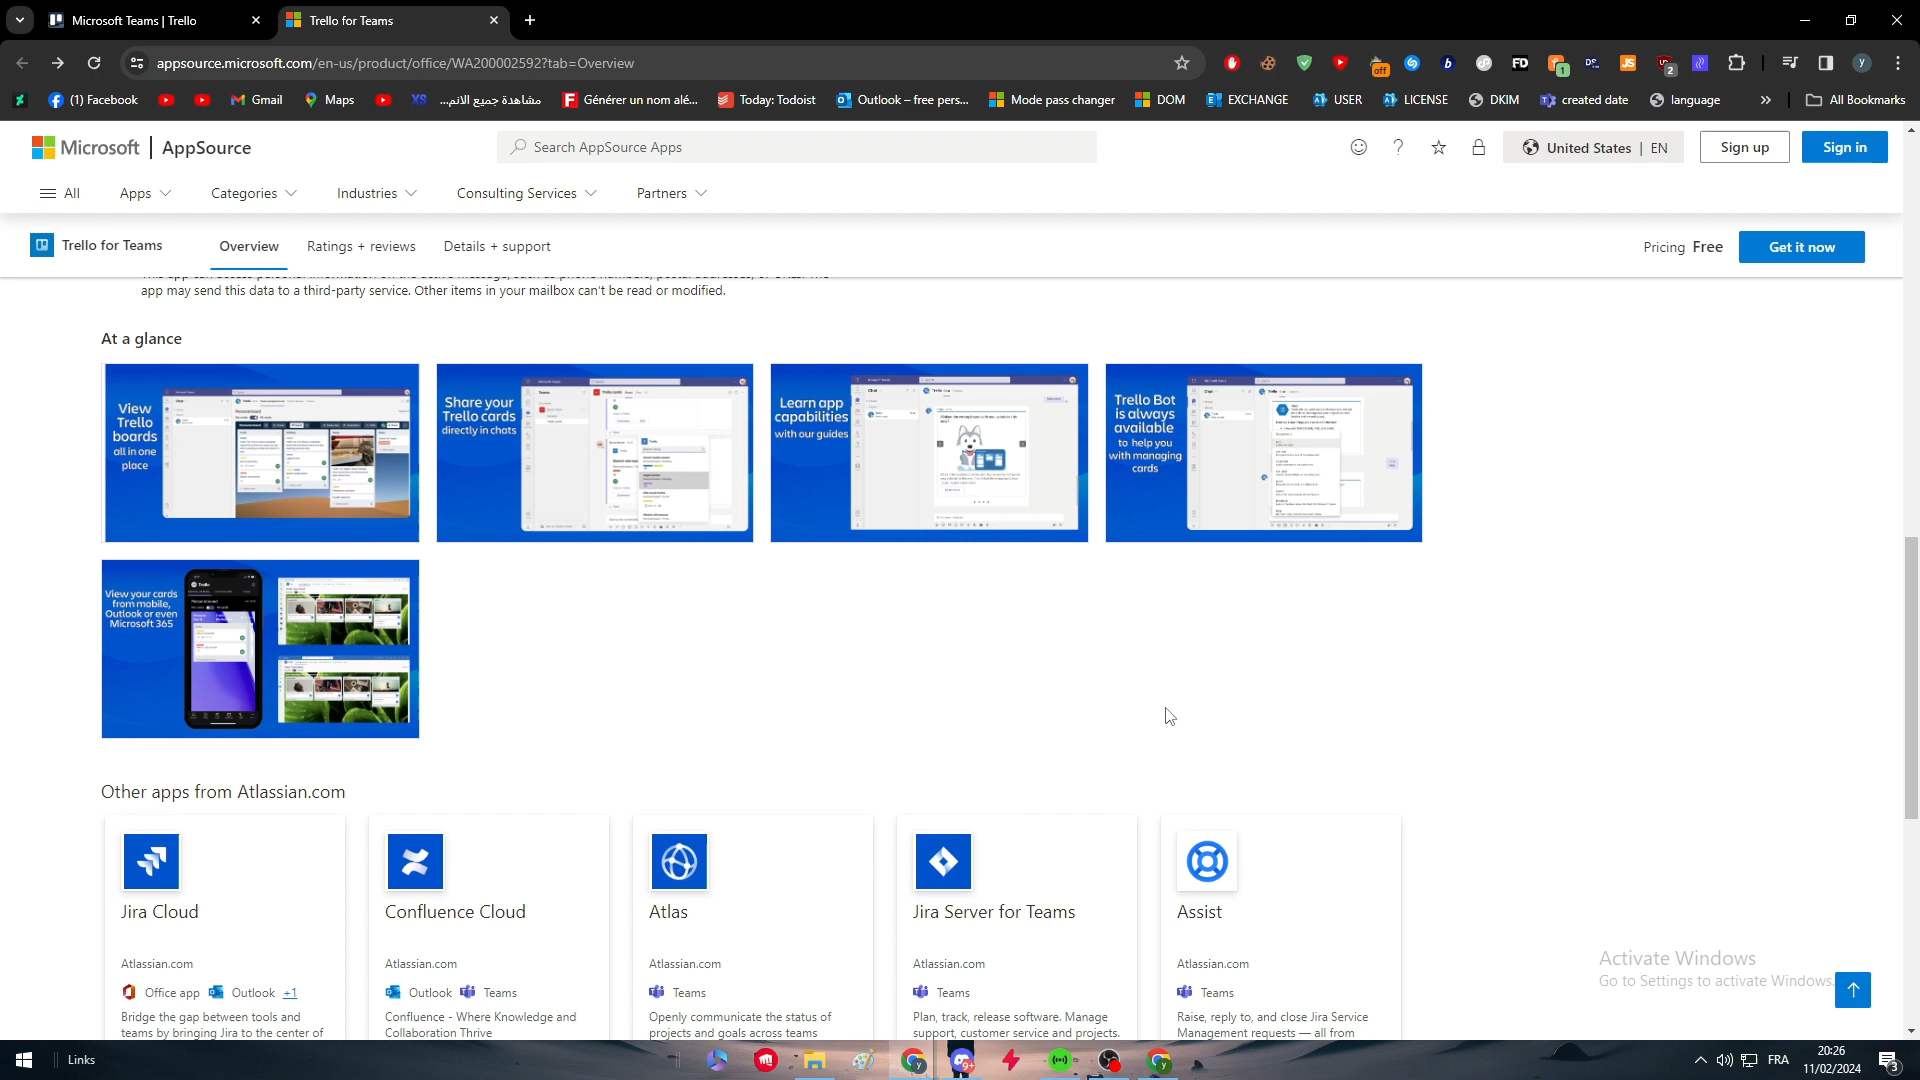 Microsoft Teams | Trello
Trello for Teams
appsource.microsoft.com/en-us/product/office/WA200002592?tab=Overview
(1) Facebook
Gmail
Maps
مشاهدة جميع الانم...
Générer un nom alé...
Today: Todoist
Outlook – free pers...
Mode pass changer
DOM
EXCHANGE
USER
LICENSE
DKIM
created date
language
All Bookmarks
Microsoft | AppSource
Search AppSource Apps
United States | EN
Sign up
Sign in
All
Apps
Categories
Industries
Consulting Services
Partners
Trello for Teams
Overview
Ratings + reviews
Details + support
Pricing Free
Get it now
app may send this data to a third-party service. Other items in your mailbox can't be read or modified.
At a glance
View
Trello
boards
all in one
place
Share your
Trello cards
directly in chats
Learn app
capabilities
with our guides
Trello Bot
is always
available
to help you
with managing
cards
View your cards
from mobile,
Outlook or even
Microsoft 365
Other apps from Atlassian.com
Jira Cloud
Atlassian.com
Office app Outlook +1
Bridge the gap between tools and
teams by bringing Jira to the center of
Confluence Cloud
Atlassian.com
Outlook Teams
Confluence - Where Knowledge and
Collaboration Thrive
Atlas
Atlassian.com
Teams
Openly communicate the status of
projects and goals across teams
Jira Server for Teams
Atlassian.com
Teams
Plan, track, release software. Manage
support, customer service and projects.
Assist
Atlassian.com
Teams
Raise, reply to, and close Jira Service
Management requests — all from
Activate Windows
Go to Settings to activate Windows.
Links
FRA
20:26
11/02/2024
3